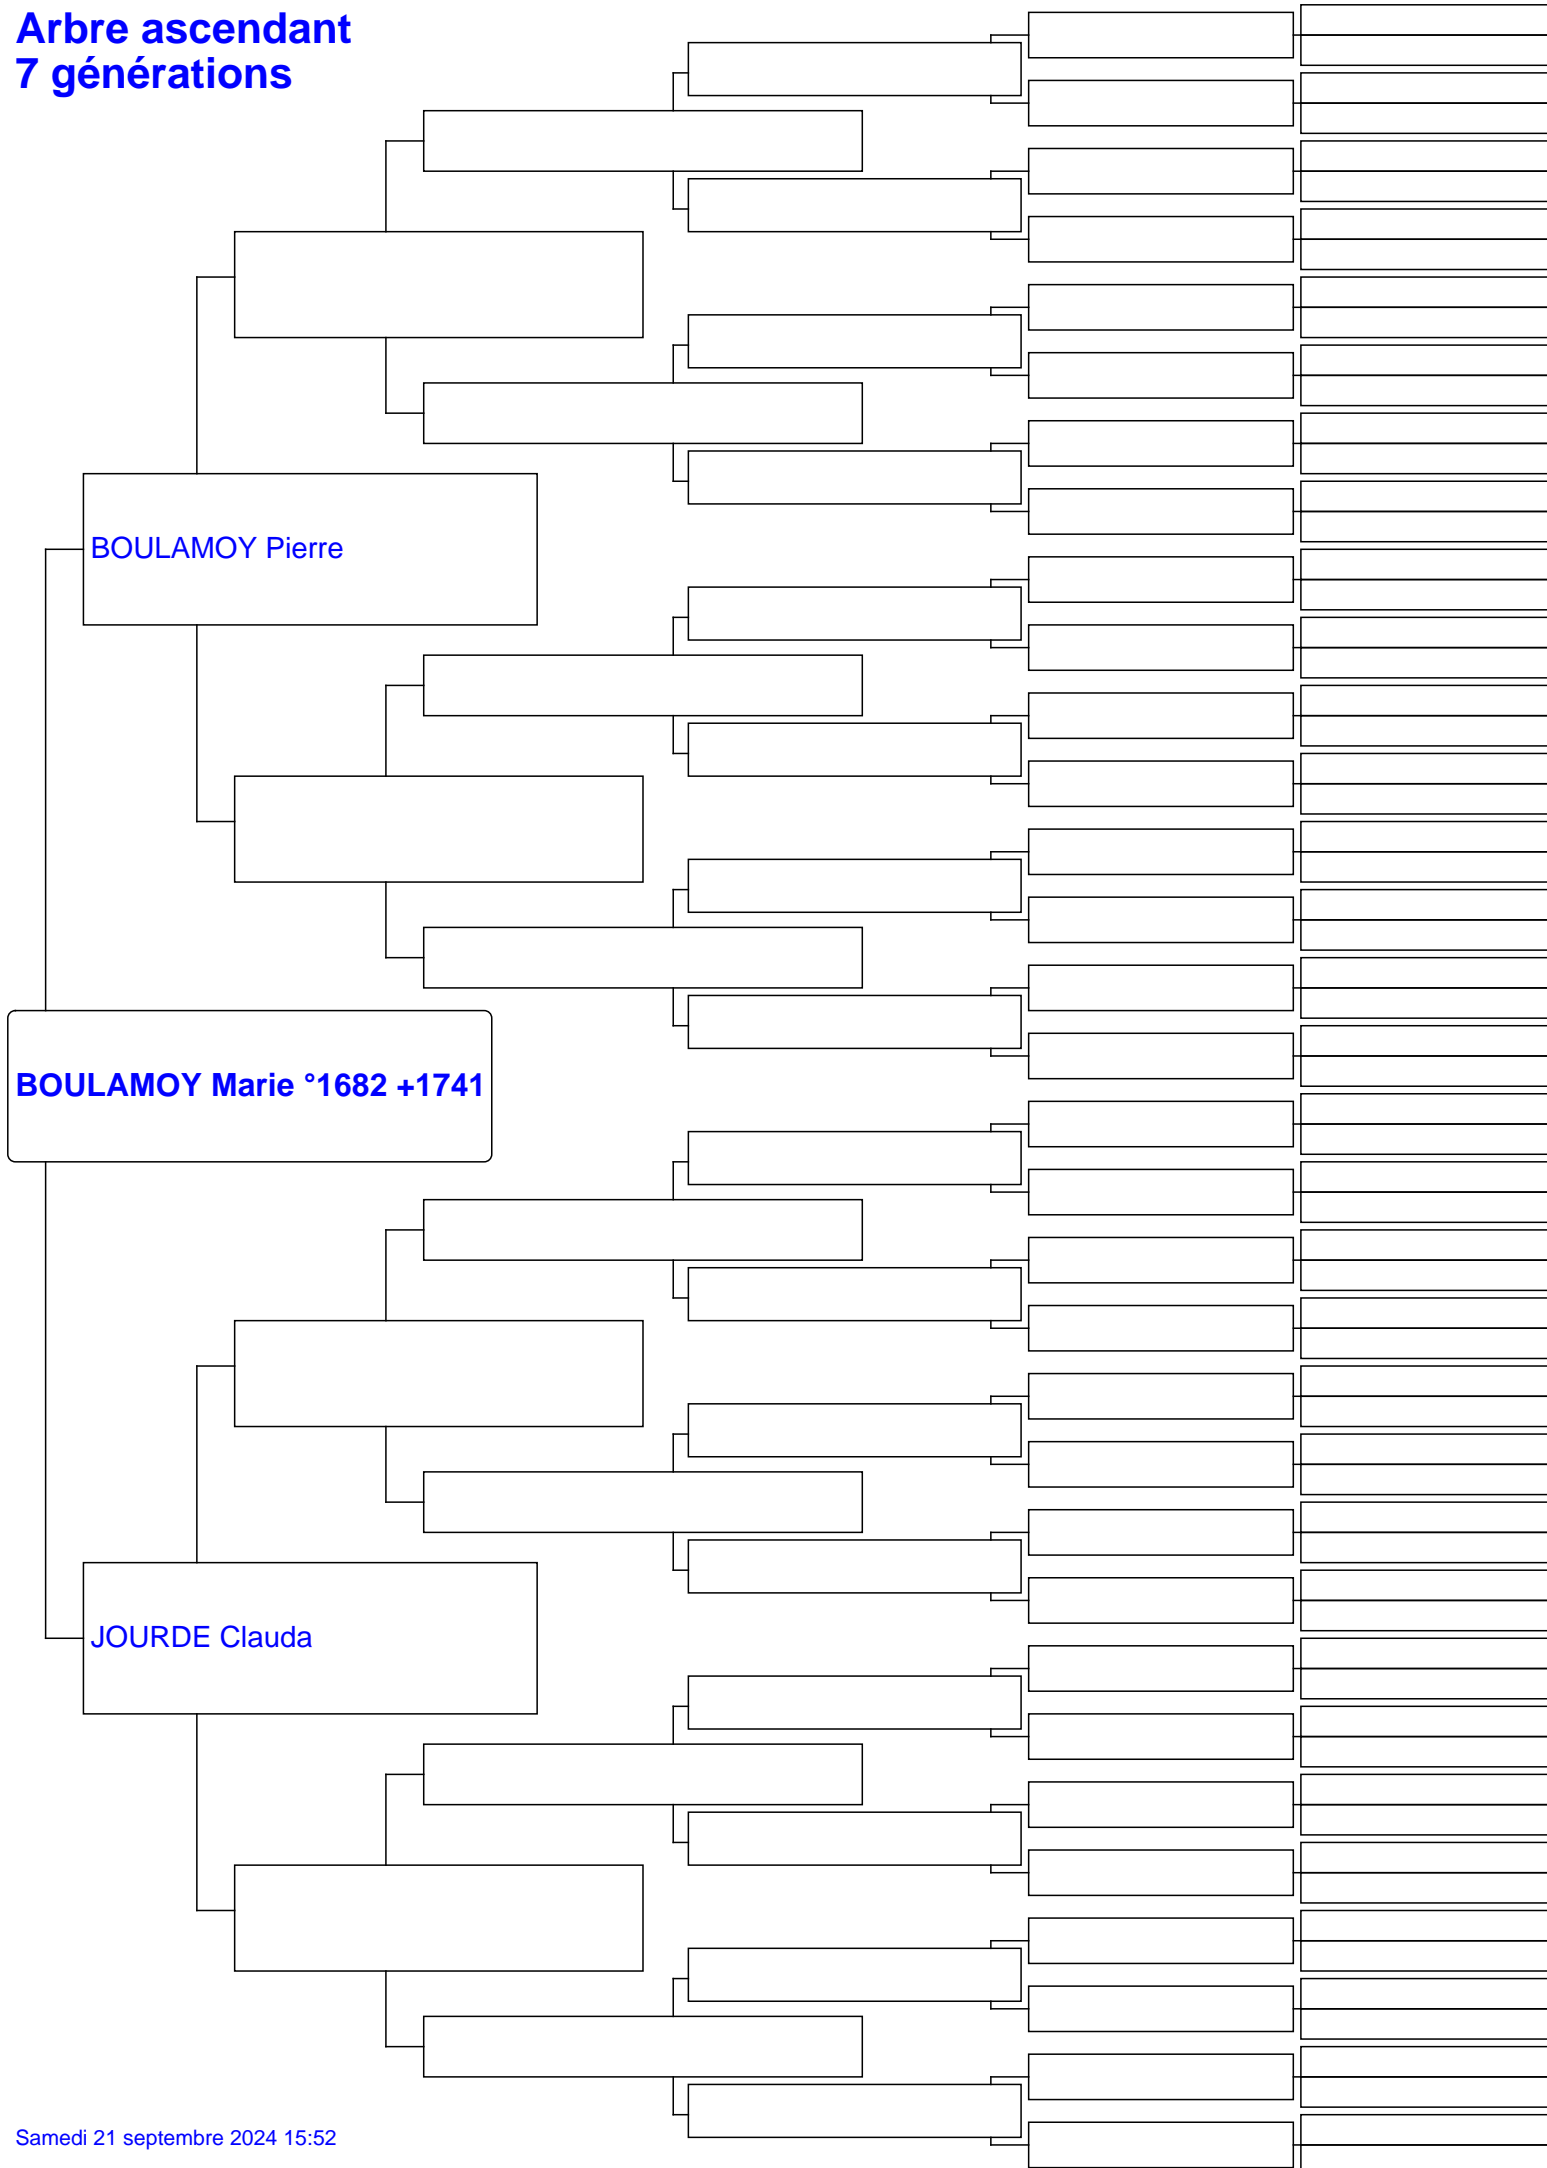 Arbre ascendant
7 générations
BOULAMOY Pierre
BOULAMOY Marie °1682 +1741
JOURDE Clauda
Samedi 21 septembre 2024 15:52